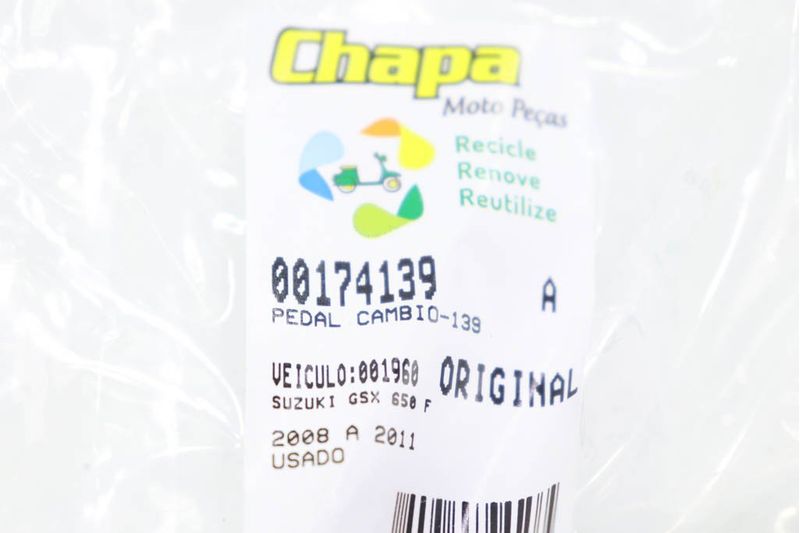 Chapa
Moto Peças
Recicle
Renove
Reutilize
00174139 A
PEDAL CAMBIO-139
VEICULO:001960 ORIGINAL
SUZUKI GSX 650 F
2008 A 2011
USADO